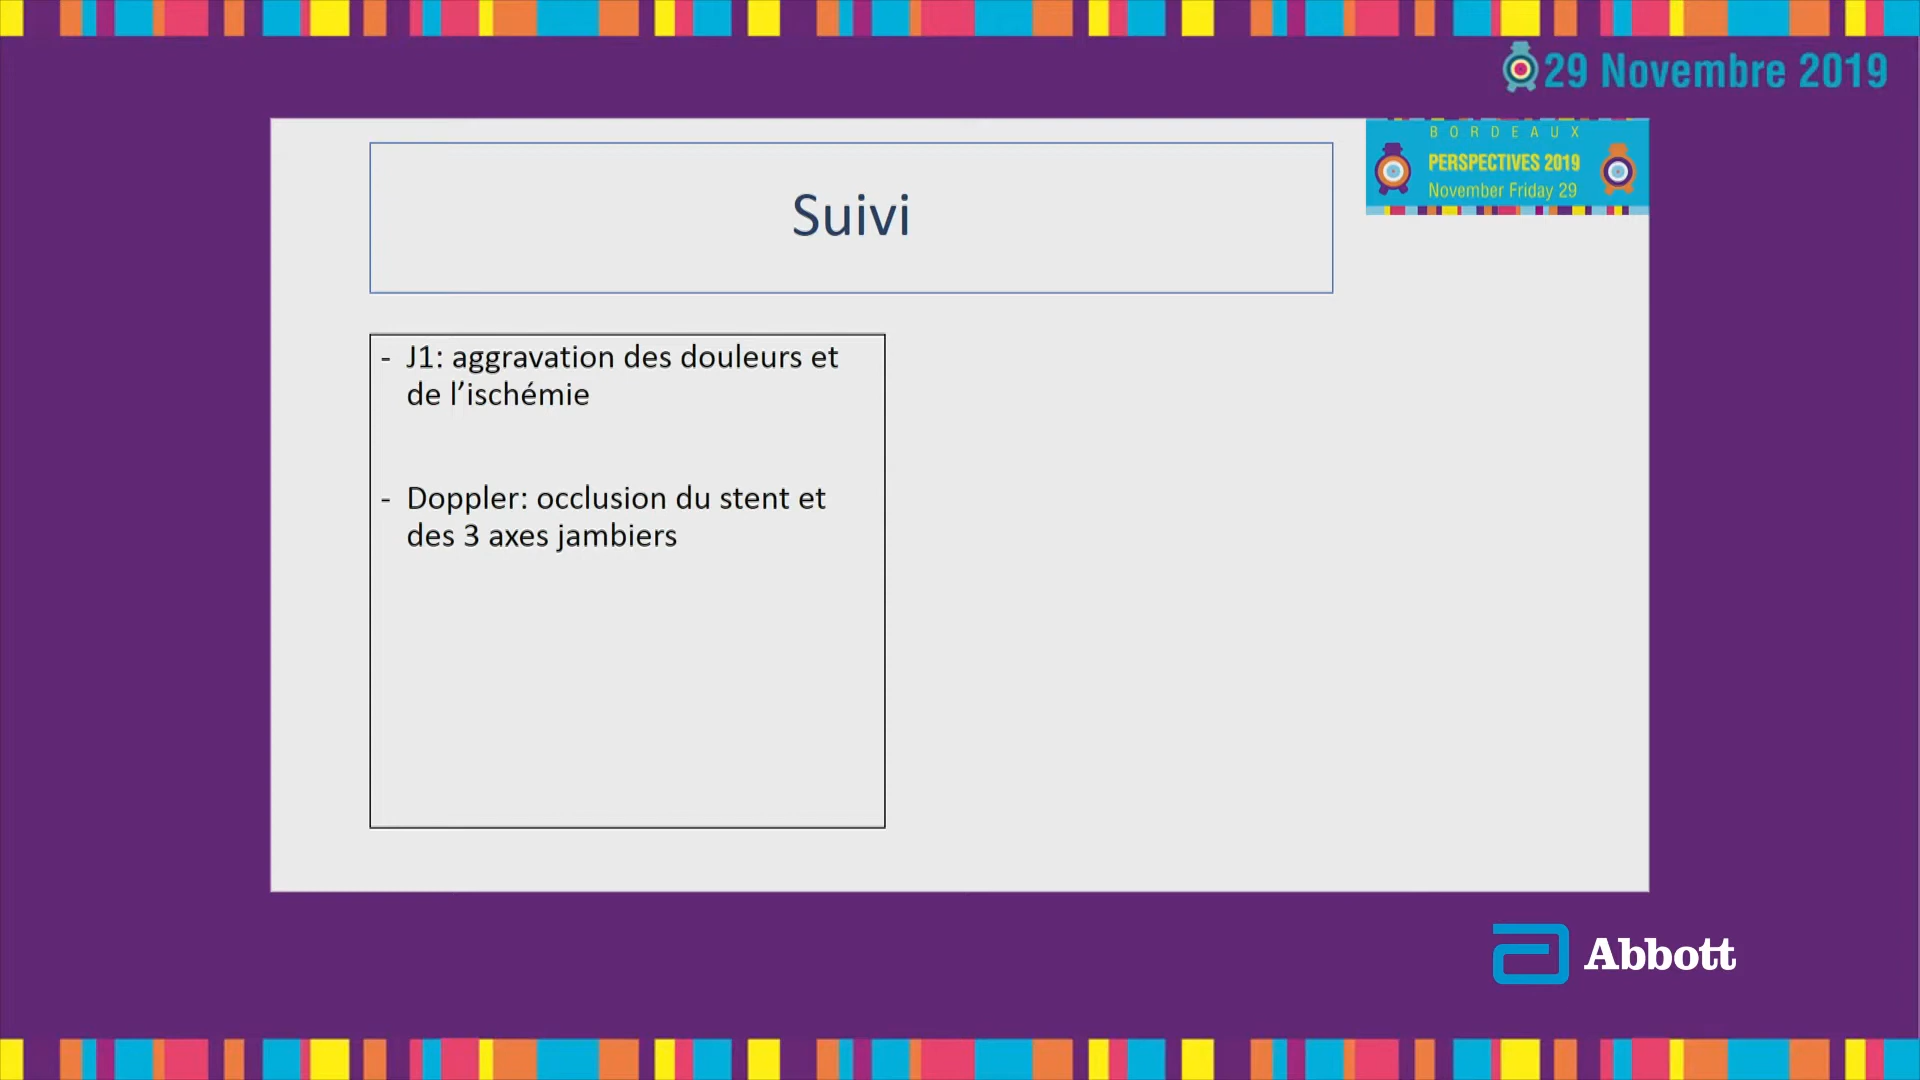 29 Novembre 2019
BORDEAUX
PERSPECTIVES 2019
November Friday 29
Suivi
- J1: aggravation des douleurs et
de l’ischémie
- Doppler: occlusion du stent et
des 3 axes jambiers
Abbott